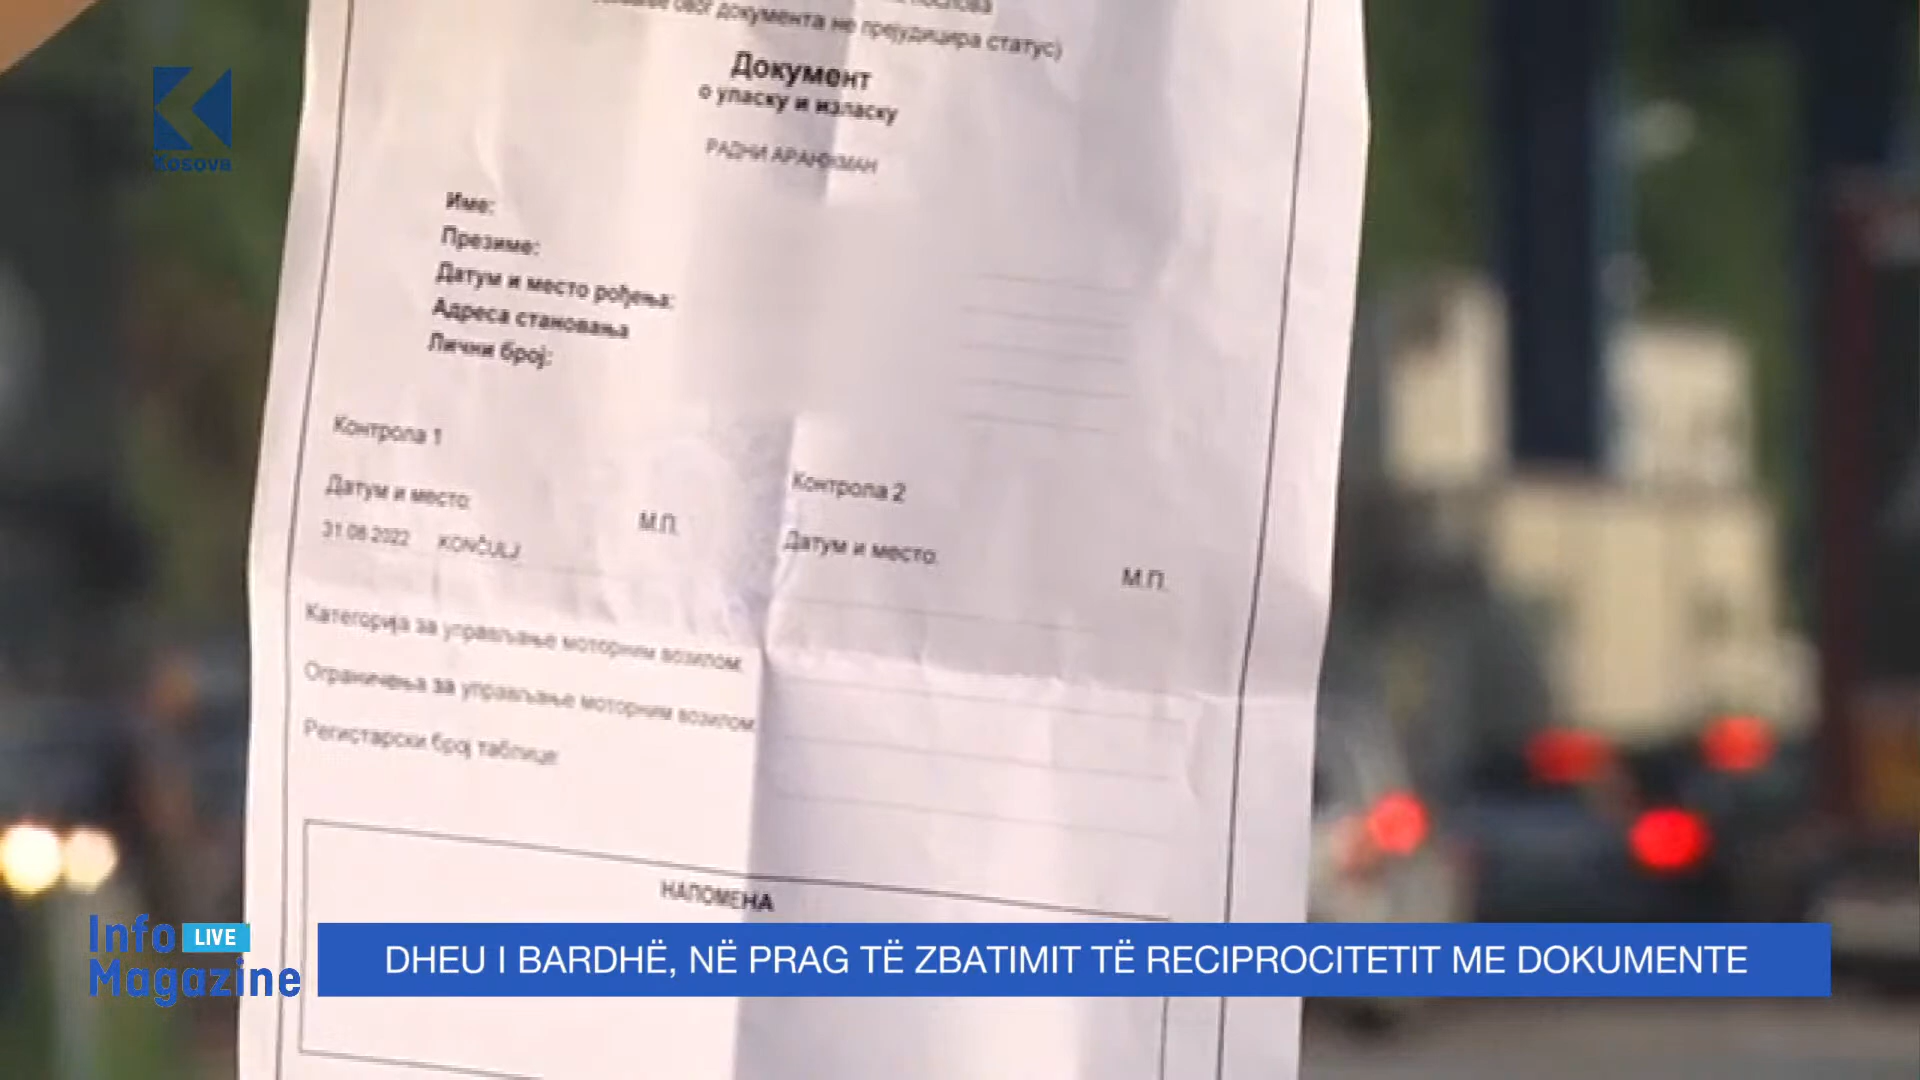 овог документа не прејудицира статус)
Документ
о уласку и изласку
РАДНИ АРАНЖМАН
Kosova
Име:
Презиме:
Датум и место рођења:
Адреса становања
Лични број:
Контрола 1
Контрола 2
Датум и место:
М.П.
31.08.2022 KONČULJ
Датум и место:
М.П.
Категорија за управљање моторним возилом:
Ограничења за управљање моторним возилом:
Регистарски број таблице:
НАПОМЕНА
Info LIVE
Magazine
DHEU I BARDHË, NË PRAG TË ZBATIMIT TË RECIPROCITETIT ME DOKUMENTE